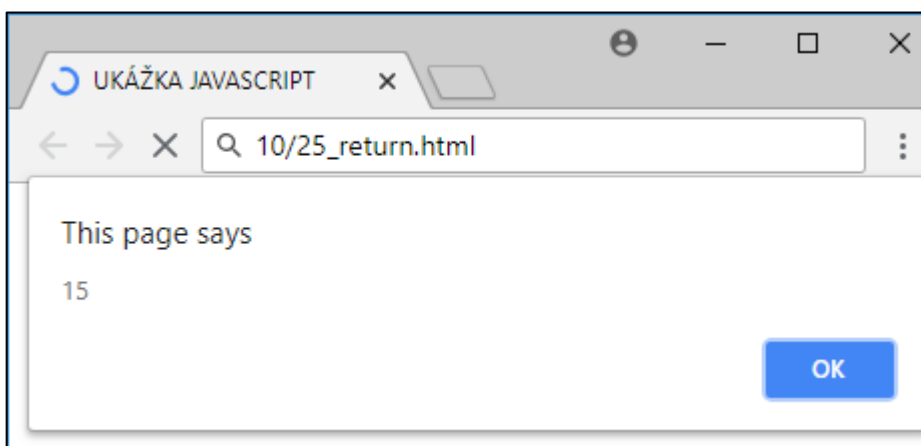 UKÁŽKA JAVASCRIPT
10/25_return.html
This page says
15
OK